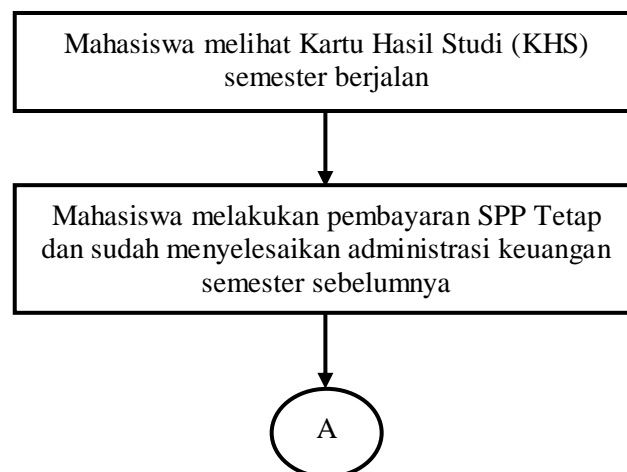 Mahasiswa melihat Kartu Hasil Studi (KHS)
semester berjalan
Mahasiswa melakukan pembayaran SPP Tetap
dan sudah menyelesaikan administrasi keuangan
semester sebelumnya
A